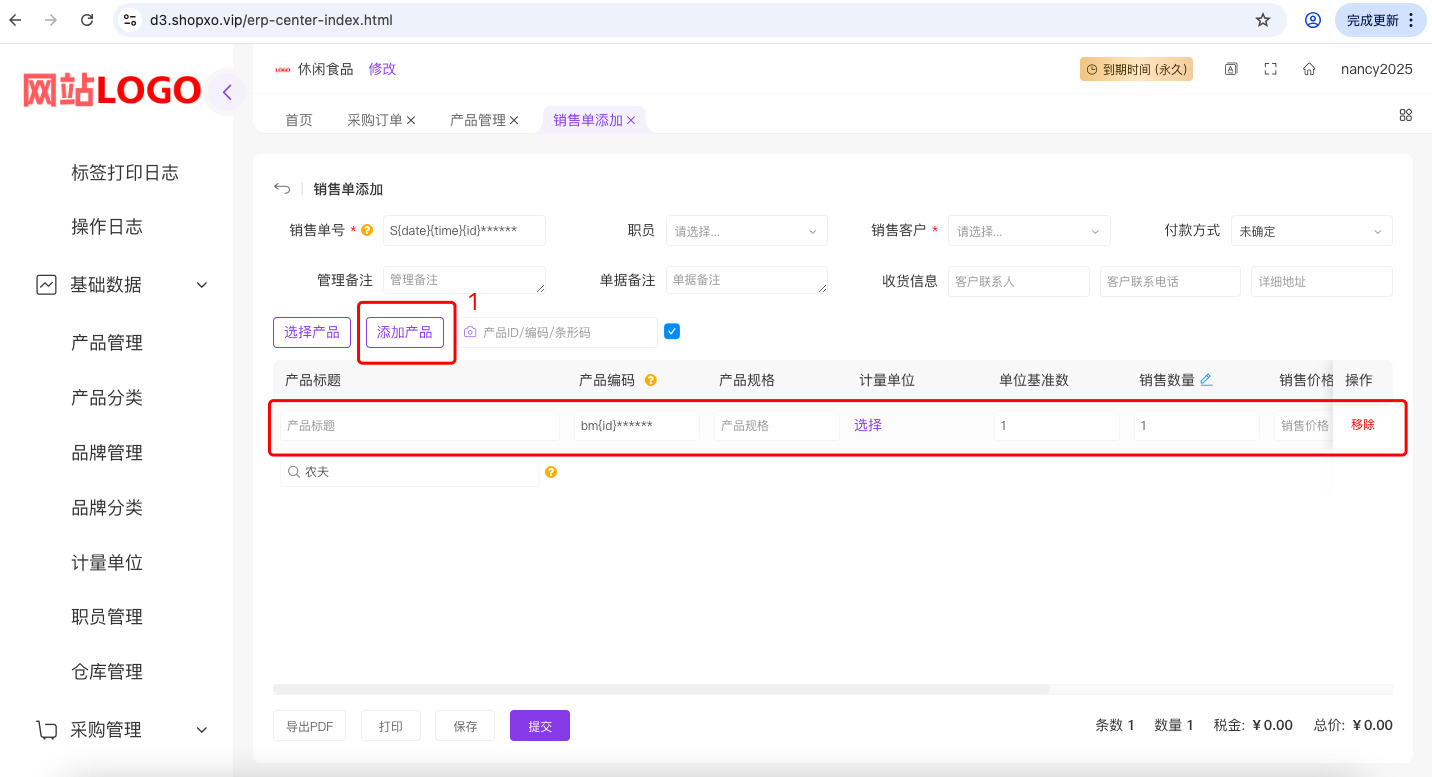 d3.shopxo.vip/erp-center-index.html
完成更新
网站LOGO
LOGO 休闲食品 修改
到期时间 (永久)
nancy2025
首页 采购订单 产品管理 销售单添加
标签打印日志
操作日志
基础数据
产品管理
产品分类
品牌管理
品牌分类
计量单位
职员管理
仓库管理
采购管理
销售单添加
销售单号 * S{date}{time}{id}****** 职员 请选择... 销售客户 * 请选择... 付款方式 未确定
管理备注 管理备注 单据备注 单据备注 收货信息 客户联系人 客户联系电话 详细地址
1
选择产品 添加产品 产品ID/编码/条形码
产品标题 产品编码 产品规格 计量单位 单位基准数 销售数量 销售价格 操作
产品标题 bm{id}****** 产品规格 选择 1 1 销售价格 移除
农夫
导出PDF 打印 保存 提交 条数 1 数量 1 税金: ¥0.00 总价: ¥0.00